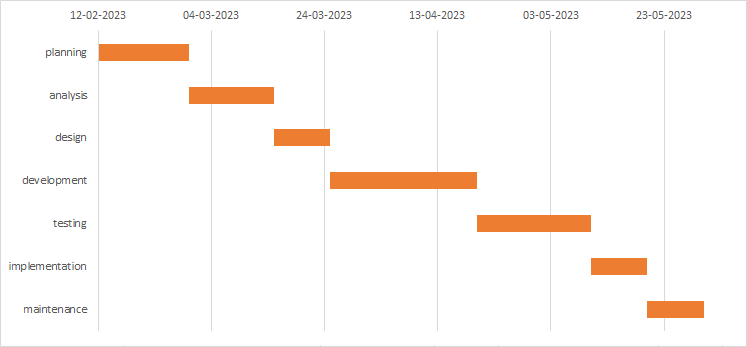 12-02-2023 04-03-2023 24-03-2023 13-04-2023 03-05-2023 23-05-2023
planning
analysis
design
development
testing
implementation
maintenance